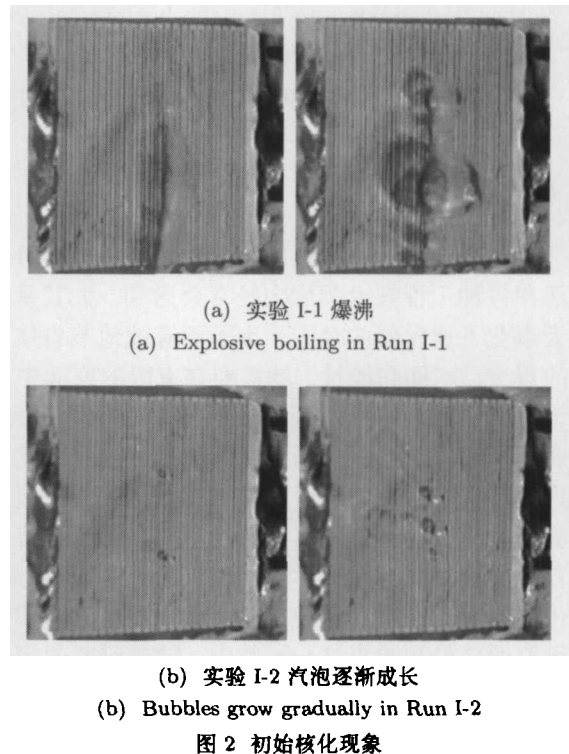 (a) 实验 I-1 爆沸
(a) Explosive boiling in Run I-1
(b) 实验 I-2 汽泡逐渐成长
(b) Bubbles grow gradually in Run I-2
图 2 初始核化现象